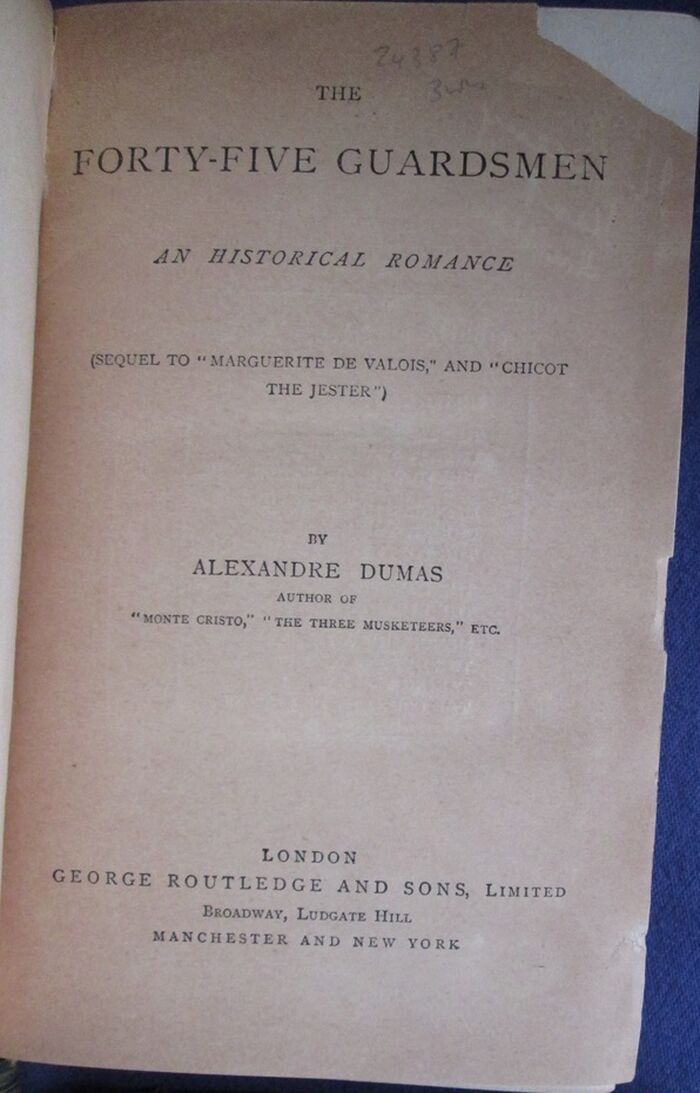 24387
THE
FORTY-FIVE GUARDSMEN
AN HISTORICAL ROMANCE
(SEQUEL TO "MARGUERITE DE VALOIS," AND "CHICOT
THE JESTER")
BY
ALEXANDRE DUMAS
AUTHOR OF
"MONTE CRISTO," "THE THREE MUSKETEERS," ETC.
LONDON
GEORGE ROUTLEDGE AND SONS, LIMITED
BROADWAY, LUDGATE HILL
MANCHESTER AND NEW YORK